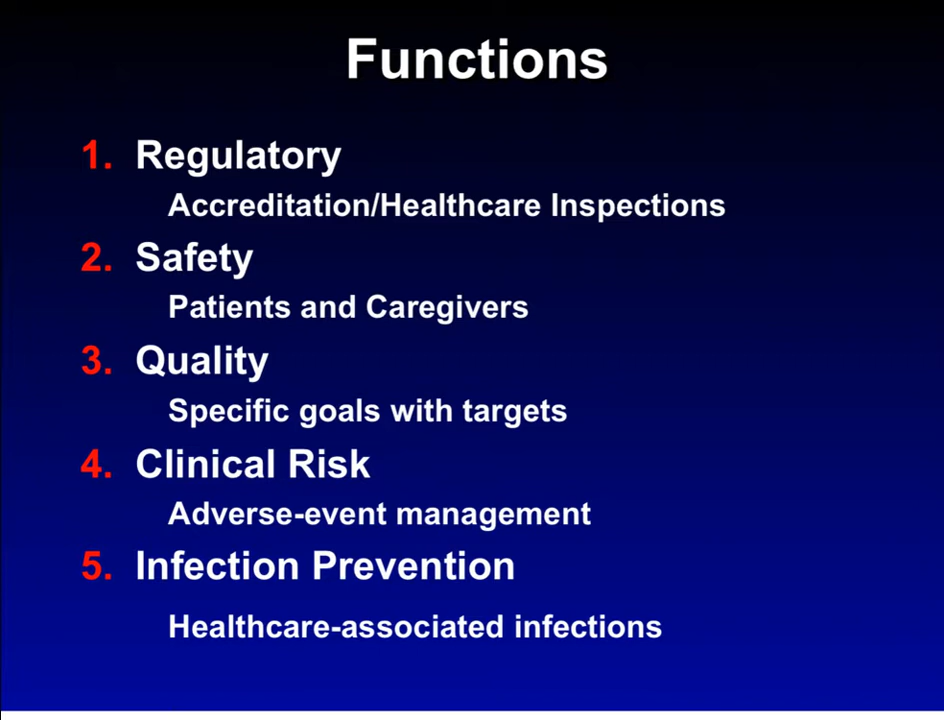 Functions
1. Regulatory
Accreditation/Healthcare Inspections
2. Safety
Patients and Caregivers
3. Quality
Specific goals with targets
4. Clinical Risk
Adverse-event management
5. Infection Prevention
Healthcare-associated infections